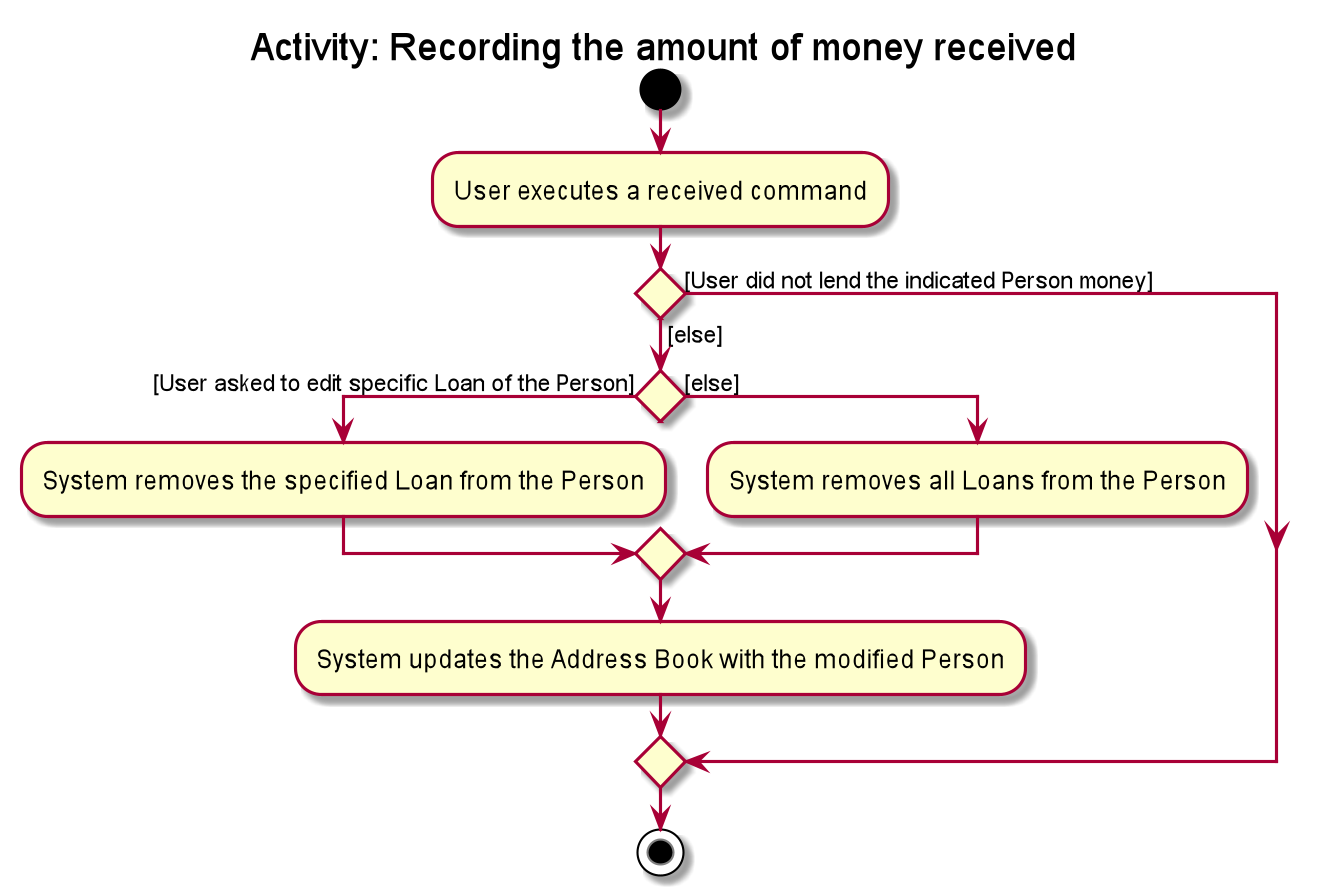 Activity: Recording the amount of money received
User executes a received command
[User did not lend the indicated Person money]
[else]
[User asked to edit specific Loan of the Person]
[else]
System removes the specified Loan from the Person
System removes all Loans from the Person
System updates the Address Book with the modified Person